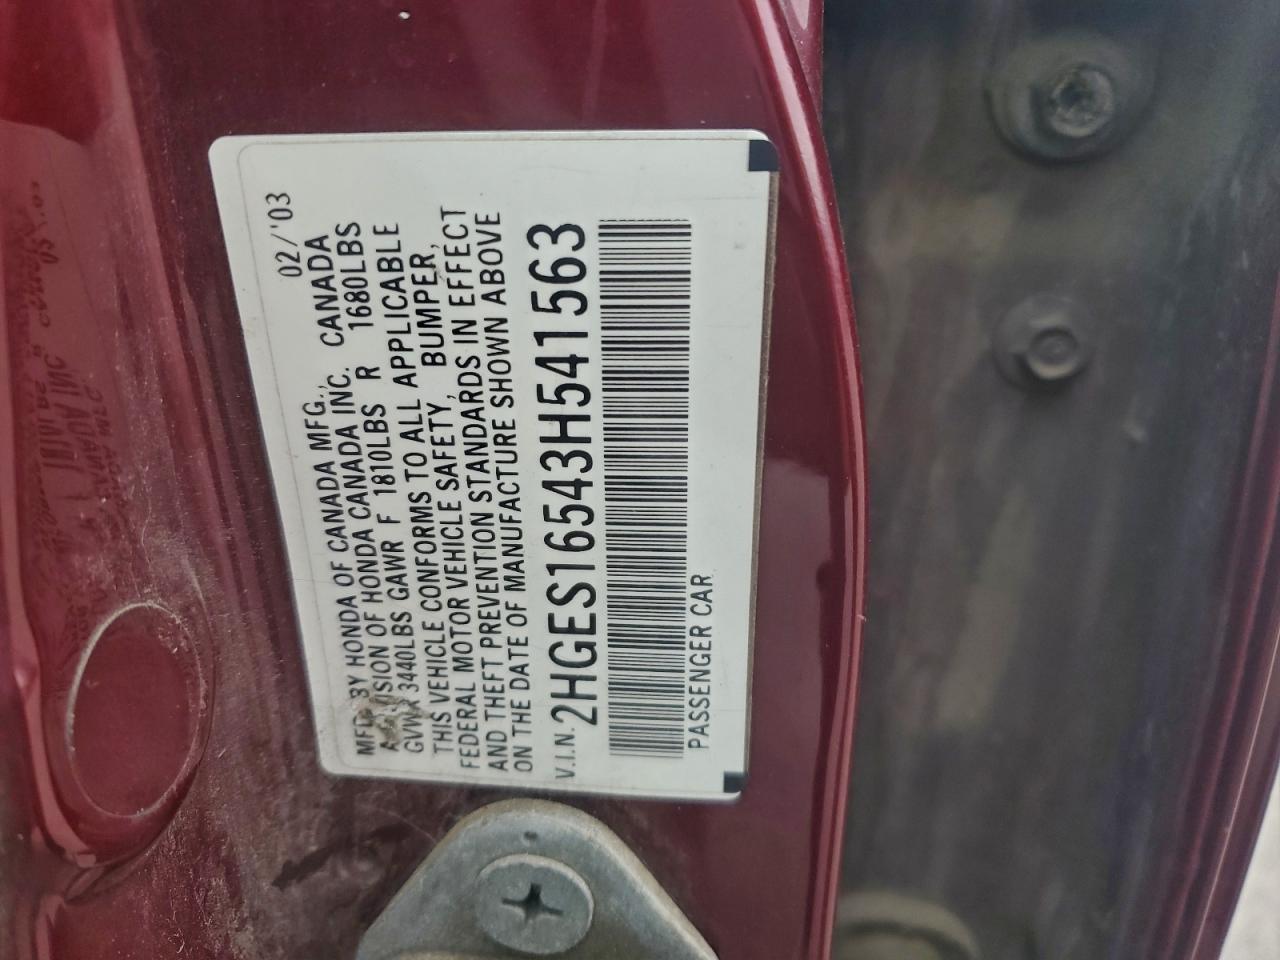 02/'03
MFD. BY HONDA OF CANADA MFG., CANADA
A DIVISION OF HONDA CANADA INC.
GVWR 3440LBS GAWR F 1810LBS R 1680LBS
THIS VEHICLE CONFORMS TO ALL APPLICABLE
FEDERAL MOTOR VEHICLE SAFETY, BUMPER,
AND THEFT PREVENTION STANDARDS IN EFFECT
ON THE DATE OF MANUFACTURE SHOWN ABOVE
V.I.N. 2HGES16543H541563
PASSENGER CAR